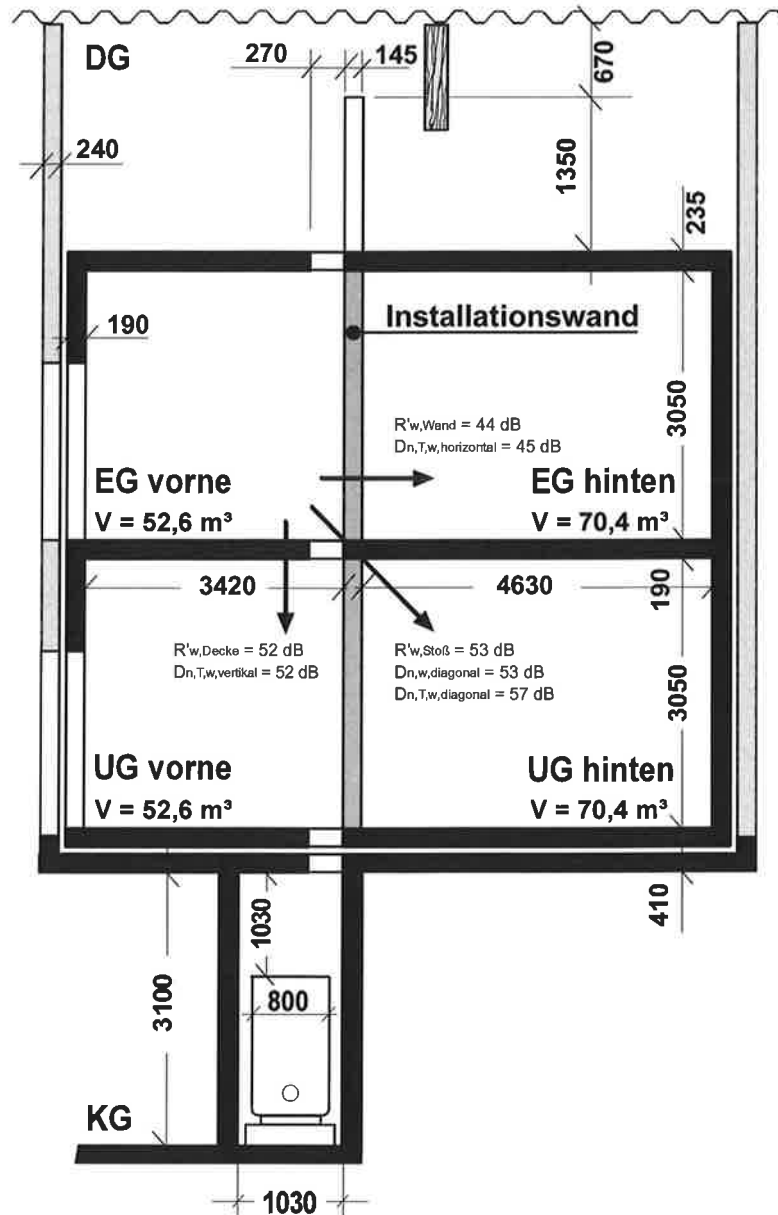 DG
270
145
670
240
1350
235
190
Installationswand
3050
R'w,Wand = 44 dB
Dn,T,w,horizontal = 45 dB
EG vorne
V = 52,6 m³
EG hinten
V = 70,4 m³
3420
4630
190
R'w,Decke = 52 dB
Dn,T,w,vertikal = 52 dB
R'w,Stoß = 53 dB
Dn,w,diagonal = 53 dB
Dn,T,w,diagonal = 57 dB
3050
UG vorne
V = 52,6 m³
UG hinten
V = 70,4 m³
410
1030
3100
800
KG
1030